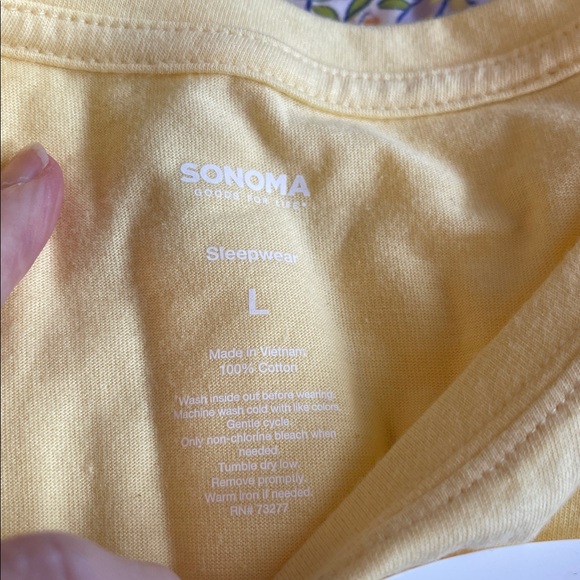 SONOMA
GOODS FOR LIFE®
Sleepwear
L
Made in Vietnam
100% Cotton
Wash inside out before wearing.
Machine wash cold with like colors.
Gentle cycle.
Only non-chlorine bleach when
needed.
Tumble dry low.
Remove promptly.
Warm iron if needed.
RN# 73277